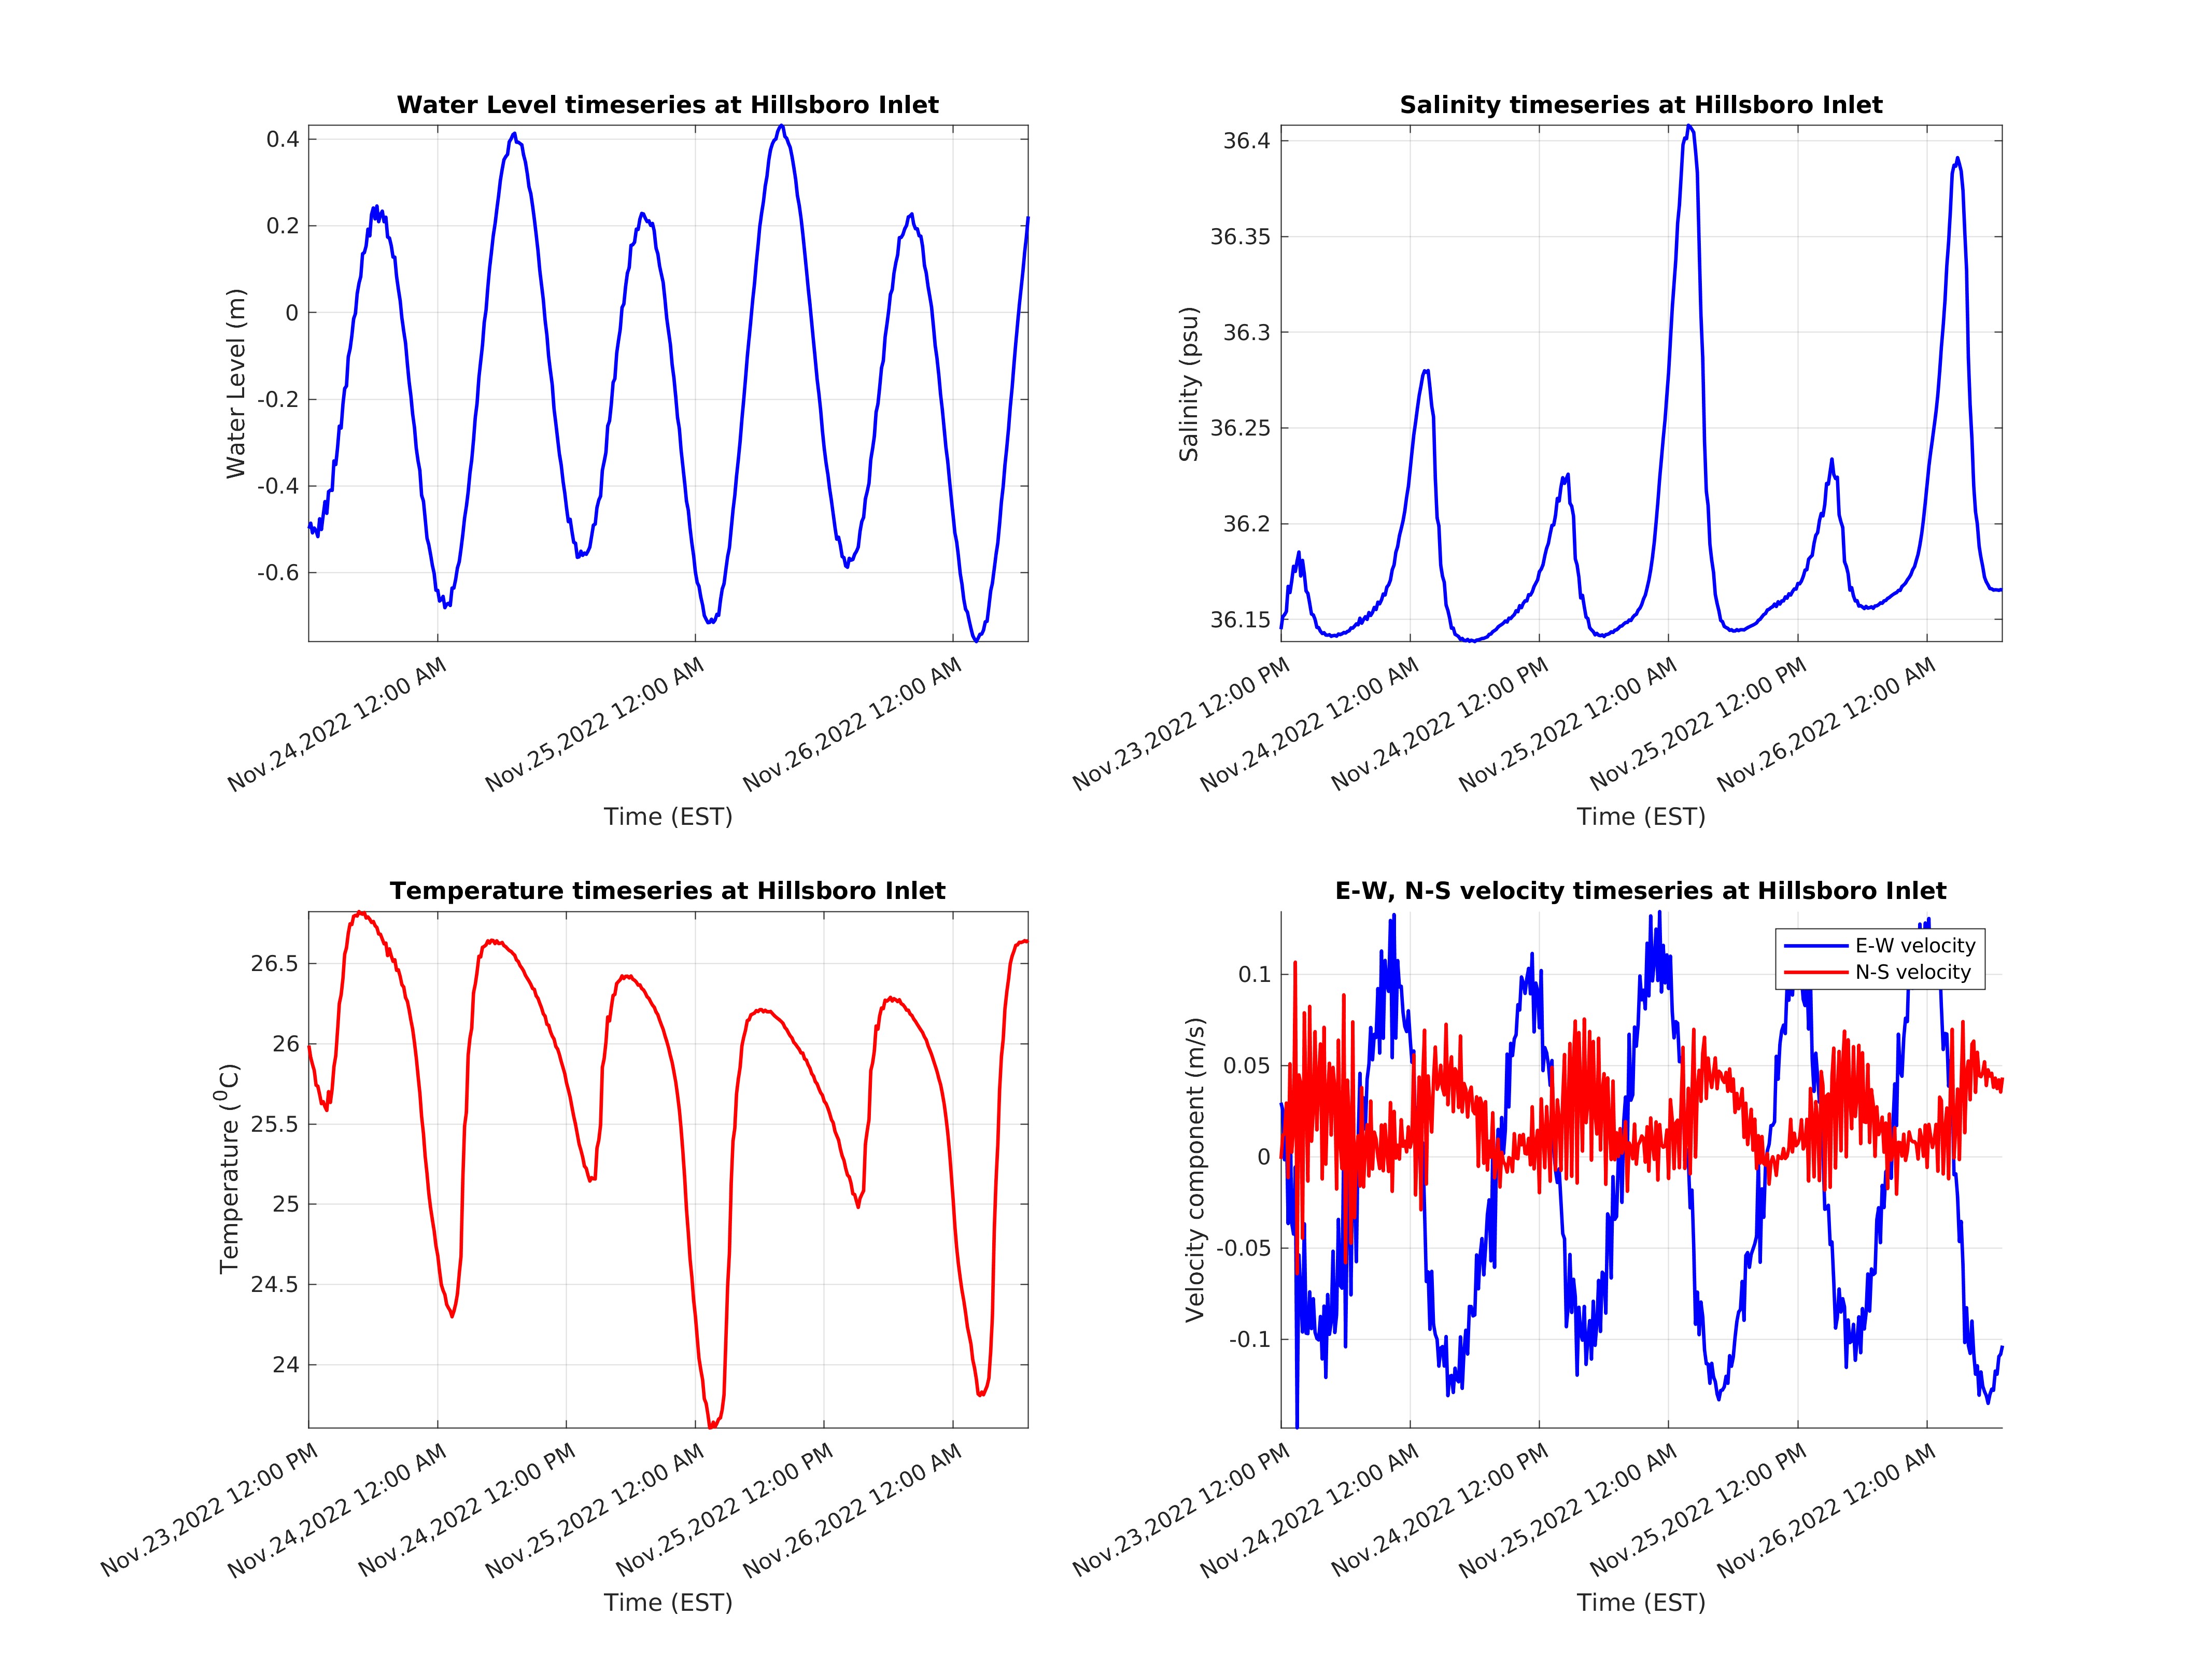 Water Level timeseries at Hillsboro Inlet
Water Level (m)
0.4
0.2
0
-0.2
-0.4
-0.6
Nov.24,2022 12:00 AM
Nov.25,2022 12:00 AM
Nov.26,2022 12:00 AM
Time (EST)
Salinity timeseries at Hillsboro Inlet
Salinity (psu)
36.4
36.35
36.3
36.25
36.2
36.15
Nov.23,2022 12:00 PM
Nov.24,2022 12:00 AM
Nov.24,2022 12:00 PM
Nov.25,2022 12:00 AM
Nov.25,2022 12:00 PM
Nov.26,2022 12:00 AM
Time (EST)
Temperature timeseries at Hillsboro Inlet
Temperature (⁰C)
26.5
26
25.5
25
24.5
24
Nov.23,2022 12:00 PM
Nov.24,2022 12:00 AM
Nov.24,2022 12:00 PM
Nov.25,2022 12:00 AM
Nov.25,2022 12:00 PM
Nov.26,2022 12:00 AM
Time (EST)
E-W, N-S velocity timeseries at Hillsboro Inlet
Velocity component (m/s)
0.1
0.05
0
-0.05
-0.1
E-W velocity
N-S velocity
Nov.23,2022 12:00 PM
Nov.24,2022 12:00 AM
Nov.24,2022 12:00 PM
Nov.25,2022 12:00 AM
Nov.25,2022 12:00 PM
Nov.26,2022 12:00 AM
Time (EST)